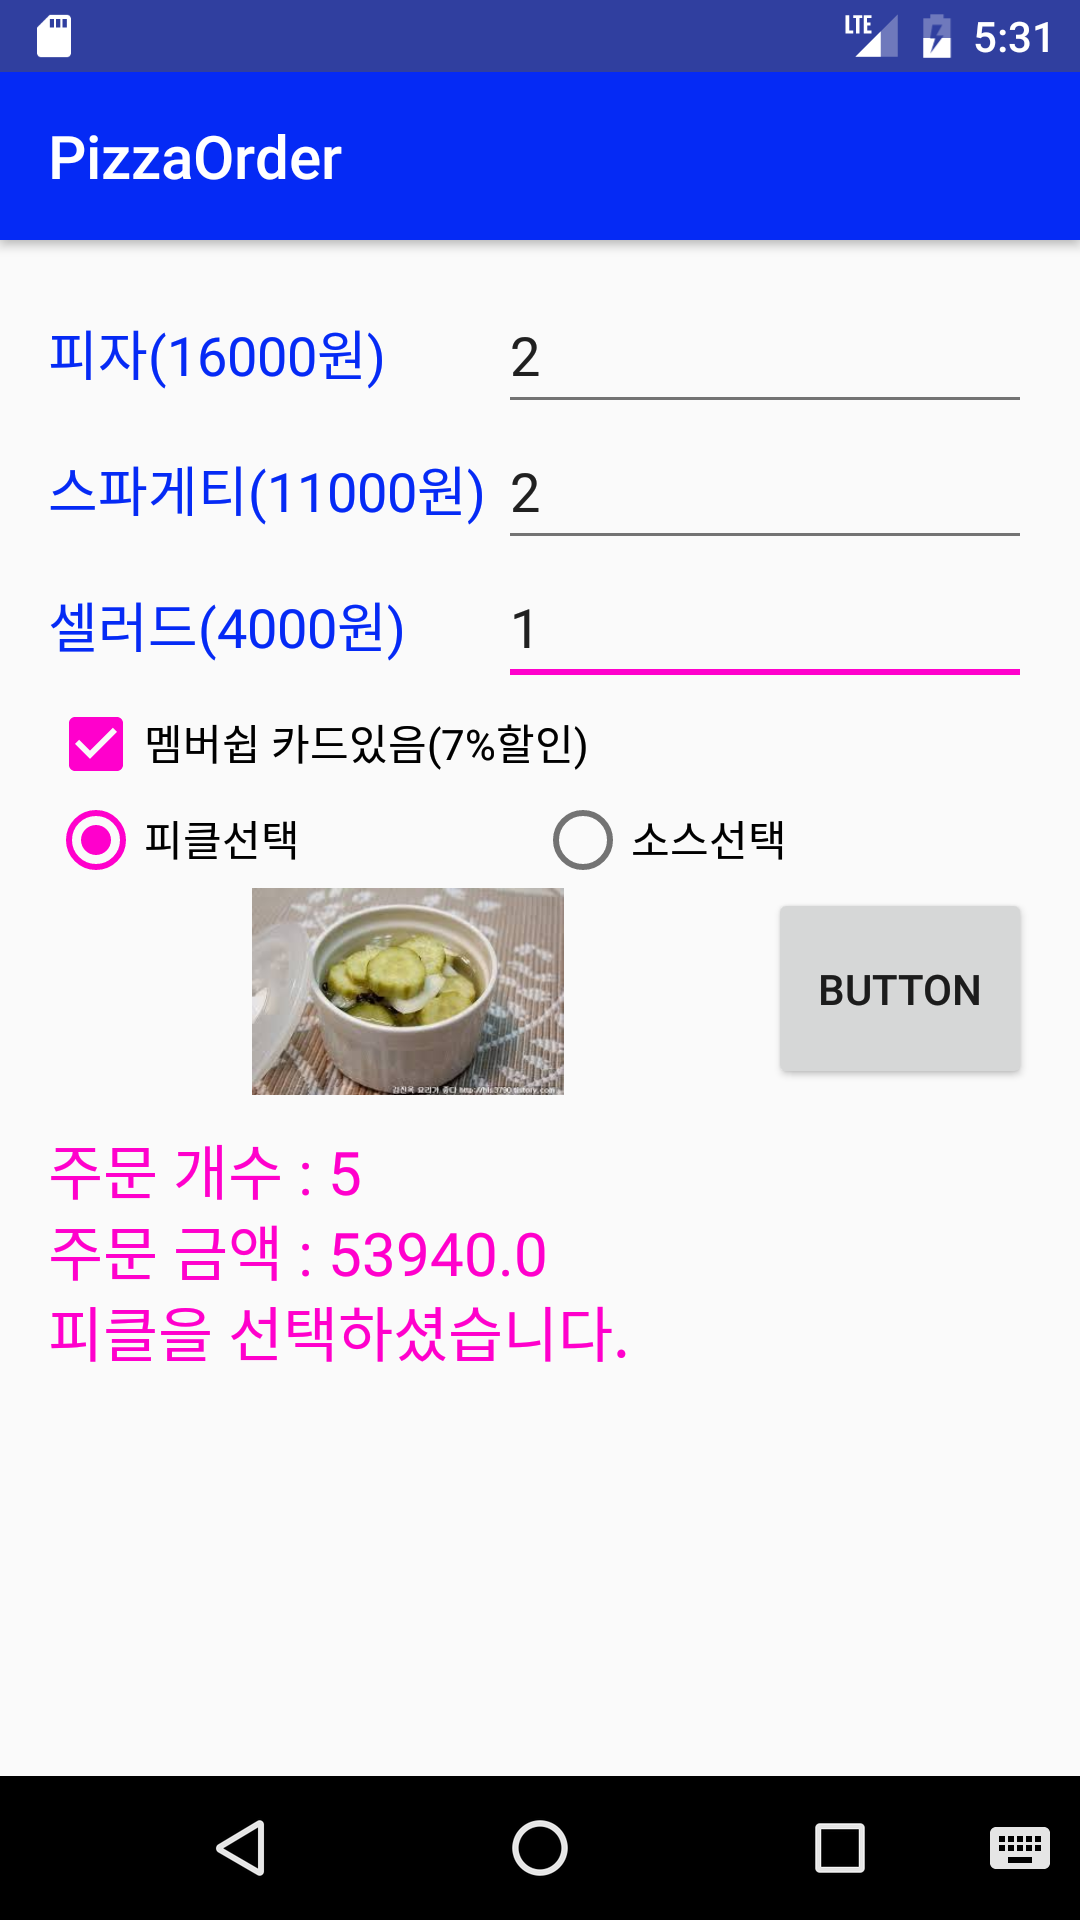 LTE 5:31
PizzaOrder
피자(16000원) 2
스파게티(11000원) 2
셀러드(4000원) 1
멤버쉽 카드있음(7%할인)
피클선택 소스선택
BUTTON
주문 개수 : 5
주문 금액 : 53940.0
피클을 선택하셨습니다.